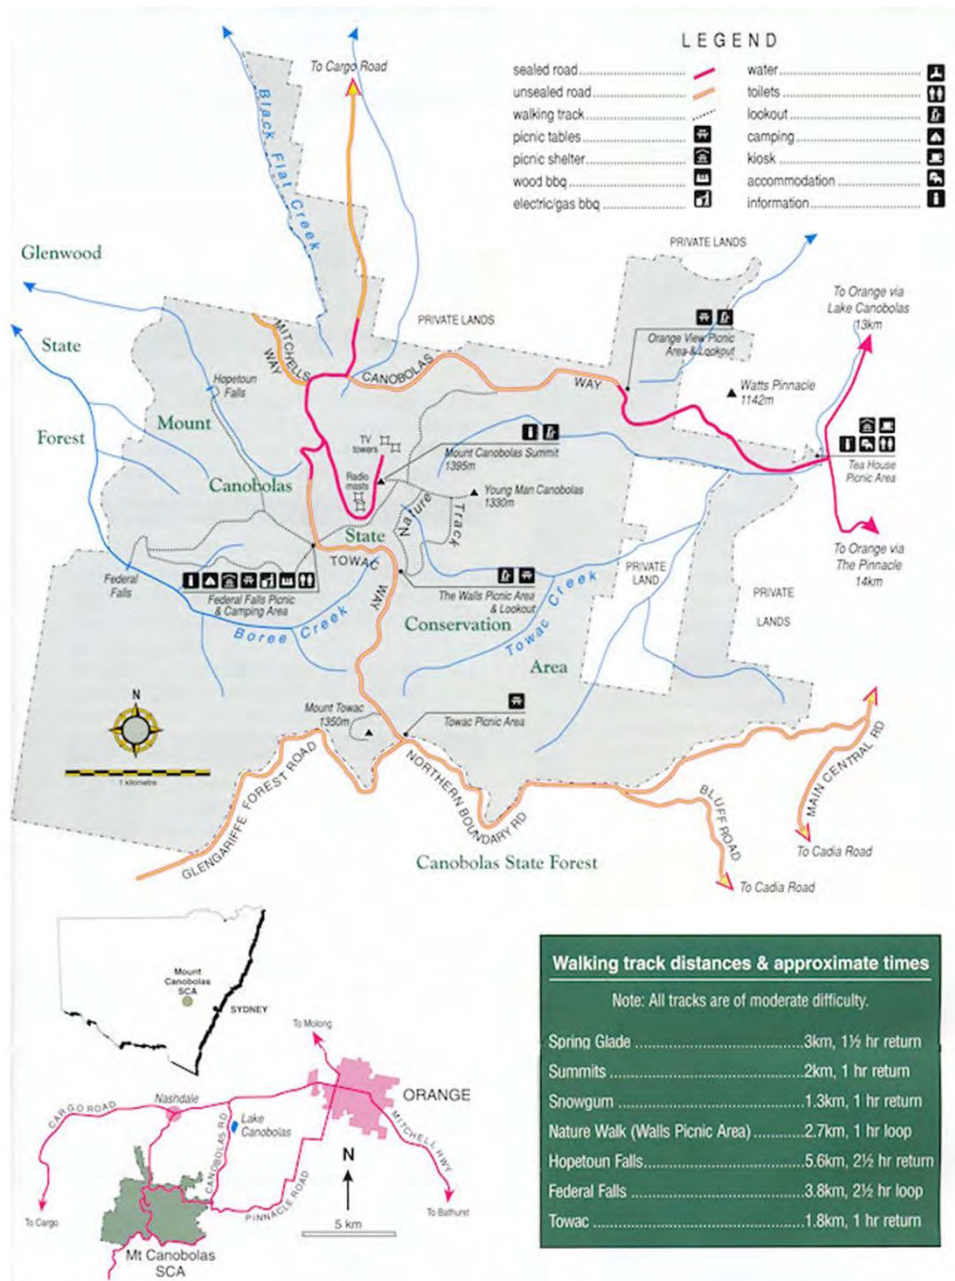 To Cargo Road
LEGEND
sealed road
unsealed road
walking track
picnic tables
picnic shelter
wood bbq
electric/gas bbq
water
toilets
lookout
camping
kiosk
accommodation
information
Black Flat Creek
Glenwood
State
Forest
PRIVATE LANDS
PRIVATE LANDS
To Orange via
Lake Canobolas
13km
MITCHELLS
WAY
CANOBOLAS
WAY
Orange View Picnic
Area & Lookout
Watts Pinnacle
1142m
Hopetoun
Falls
Mount
Canobolas
State
Conservation
Area
TV
towers
Radio
masts
Mount Canobolas Summit
1395m
Young Man Canobolas
1330m
Nature
Track
Tea House
Picnic Area
To Orange via
The Pinnacle
14km
TOWAC
WAY
Federal
Falls
Federal Falls Picnic
& Camping Area
The Walls Picnic Area
& Lookout
PRIVATE
LAND
PRIVATE
LANDS
Boree Creek
Towac Creek
N
1 kilometre
Mount Towac
1350m
Towac Picnic Area
GLENGARIFFE FOREST ROAD
NORTHERN BOUNDARY RD
BLUFF ROAD
MAIN CENTRAL RD
To Cadia Road
To Cadia Road
Canobolas State Forest
Mount
Canobolas
SCA
SYDNEY
To Molong
Nashdale
CARGO ROAD
ORANGE
Lake
Canobolas
CANOBOLAS RD
MITCHELL HWY
PINNACLE ROAD
N
5 km
To Cargo
To Bathurst
Mt Canobolas
SCA
Walking track distances & approximate times
Note: All tracks are of moderate difficulty.
Spring Glade ........ 3km, 1½ hr return
Summits ........ 2km, 1 hr return
Snowgum ........ 1.3km, 1 hr return
Nature Walk (Walls Picnic Area) ........ 2.7km, 1 hr loop
Hopetoun Falls ........ 5.6km, 2½ hr return
Federal Falls ........ 3.8km, 2½ hr loop
Towac ........ 1.8km, 1 hr return